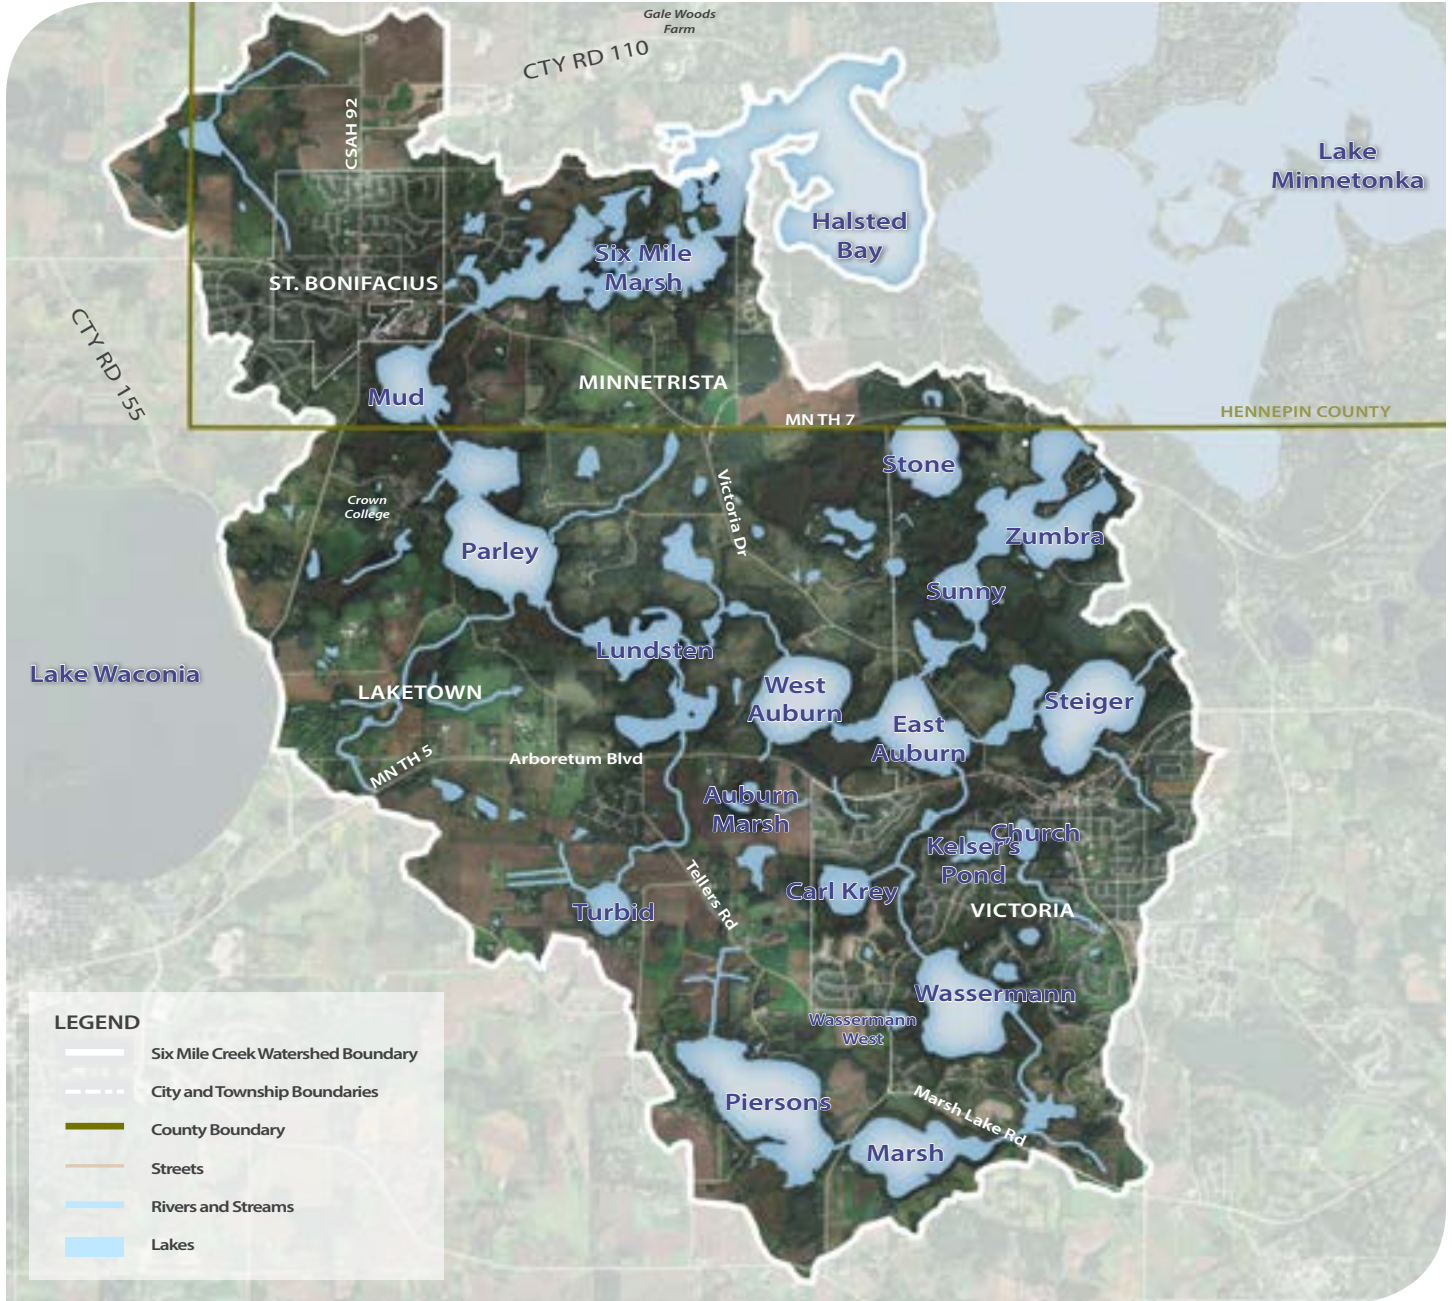 Gale Woods
Farm
CTY RD 110
CSAH 92
Lake
Minnetonka
Halsted
Bay
Six Mile
Marsh
ST. BONIFACIUS
CTY RD 155
Mud
MINNETRISTA
MN TH 7
HENNEPIN COUNTY
Stone
Crown
College
Victoria Dr
Parley
Zumbra
Sunny
Lundsten
Lake Waconia
LAKETOWN
West
Auburn
Steiger
East
Auburn
MN TH 5
Arboretum Blvd
Auburn
Marsh
Church
Kelser's
Pond
Tellers Rd
Carl Krey
Turbid
VICTORIA
Wassermann
Wassermann
West
Piersons
Marsh Lake Rd
Marsh
LEGEND
Six Mile Creek Watershed Boundary
City and Township Boundaries
County Boundary
Streets
Rivers and Streams
Lakes